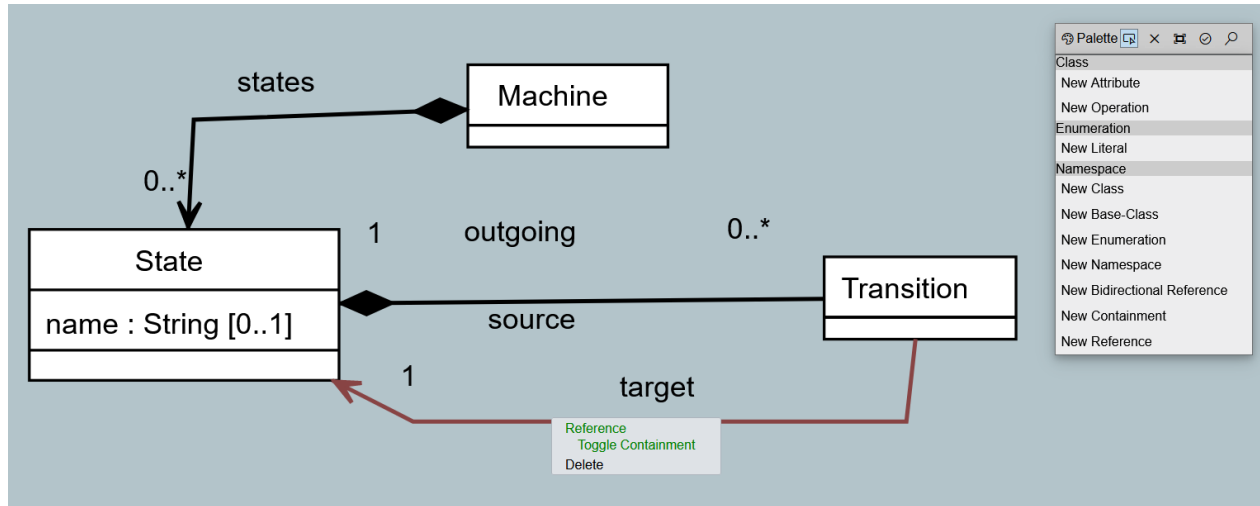 states
Machine
0..*
State
name : String [0..1]
1
outgoing
0..*
source
Transition
1
target
Reference
Toggle Containment
Delete
Palette
Class
New Attribute
New Operation
Enumeration
New Literal
Namespace
New Class
New Base-Class
New Enumeration
New Namespace
New Bidirectional Reference
New Containment
New Reference